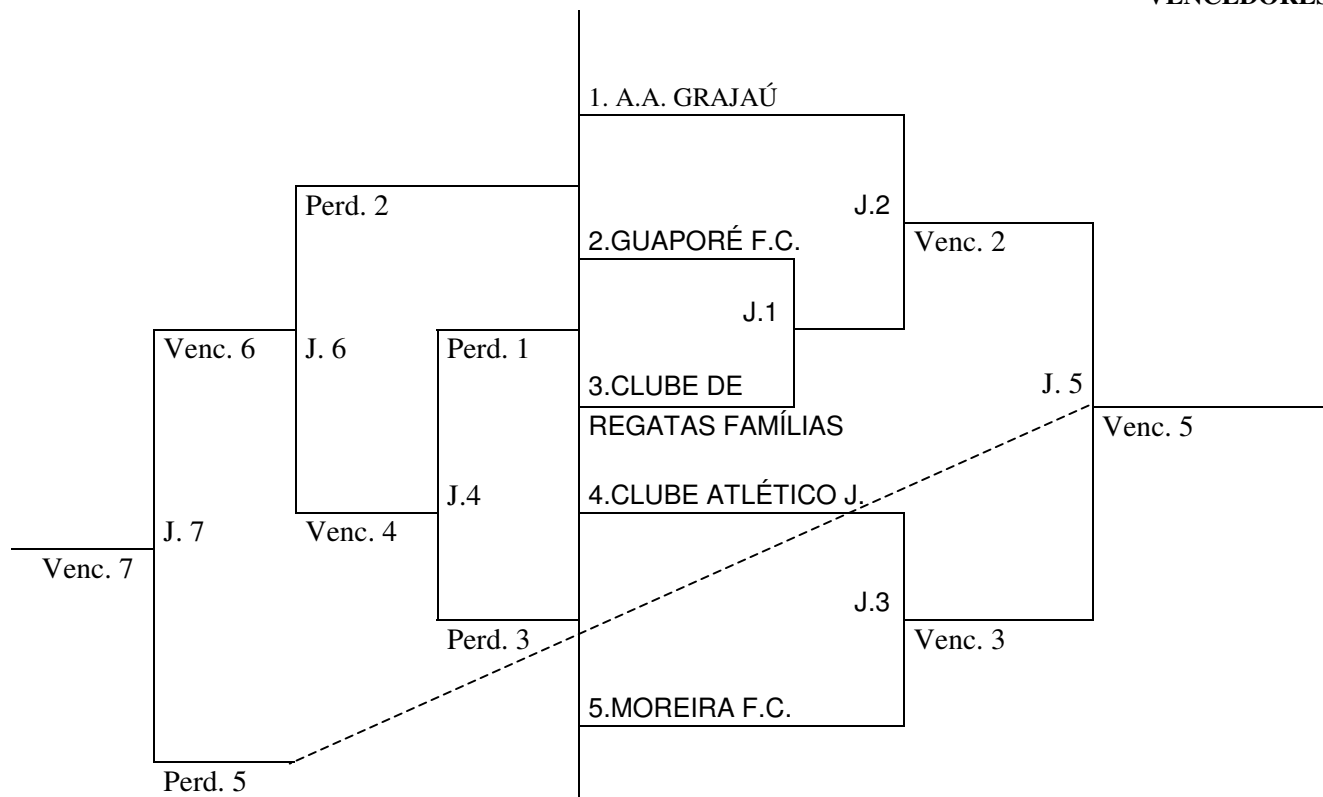 VENCEDORES
1. A.A. GRAJAÚ
Perd. 2
J.2
2.GUAPORÉ F.C.
Venc. 2
J.1
Venc. 6
J. 6
Perd. 1
3.CLUBE DE
REGATAS FAMÍLIAS
J. 5
Venc. 5
4.CLUBE ATLÉTICO J.
J.4
Venc. 4
J. 7
Venc. 7
J.3
Perd. 3
Venc. 3
5.MOREIRA F.C.
Perd. 5